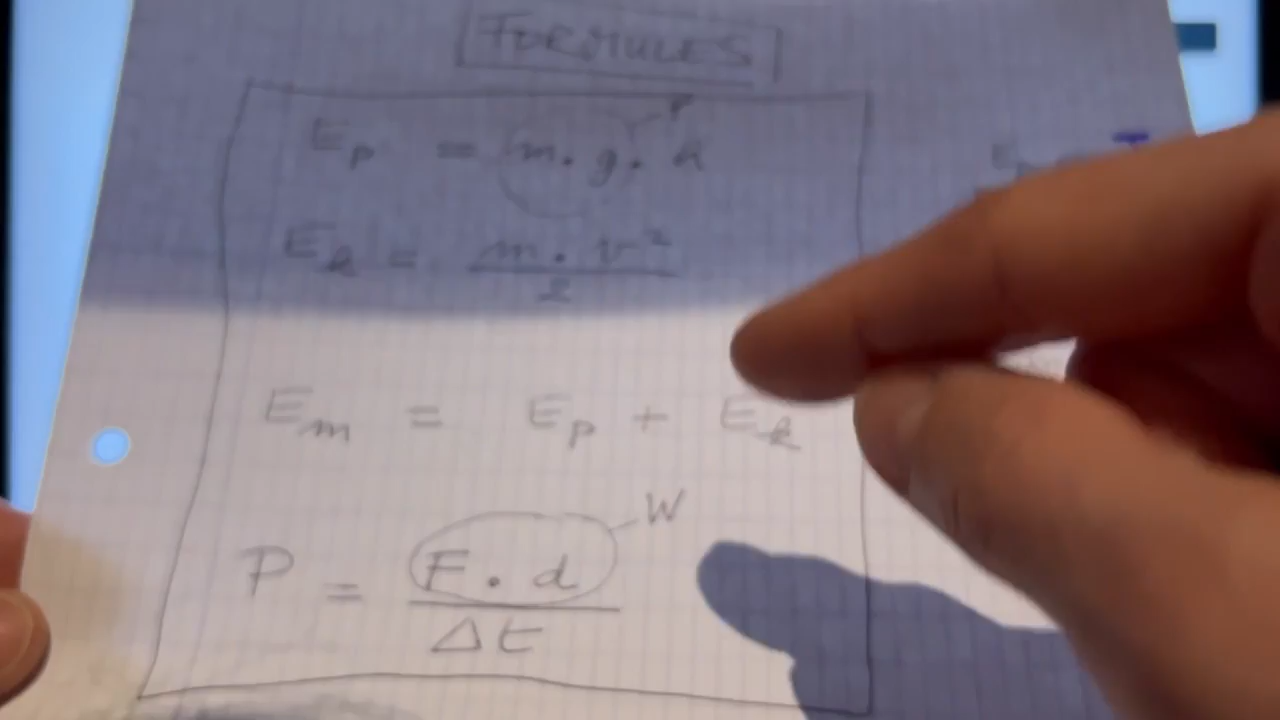 FORMULES
Ep = m.g.h
Ek = m.v²
2
Em = Ep + Ek
W
P = F.d
Δt